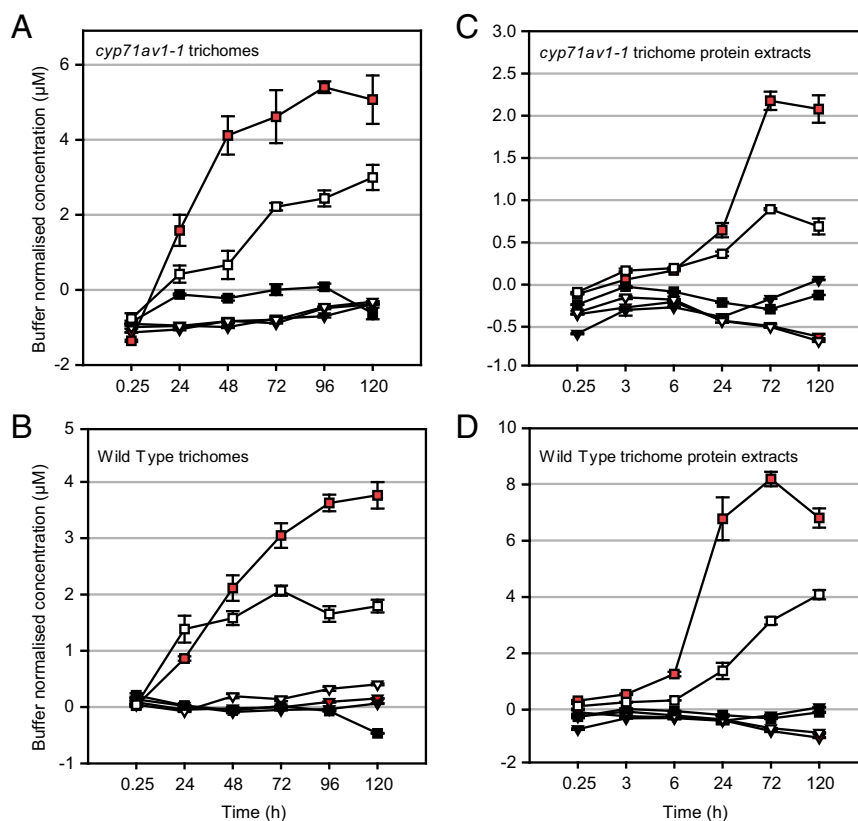 A
cyp71av1-1 trichomes
Buffer normalised concentration (µM)
6
4
2
0
-2
0.25 24 48 72 96 120
C
cyp71av1-1 trichome protein extracts
3.0
2.5
2.0
1.5
1.0
0.5
0.0
-0.5
-1.0
0.25 3 6 24 72 120
B
Wild Type trichomes
Buffer normalised concentration (µM)
5
4
3
2
1
0
-1
0.25 24 48 72 96 120
Time (h)
D
Wild Type trichome protein extracts
10
8
6
4
2
0
-2
0.25 3 6 24 72 120
Time (h)